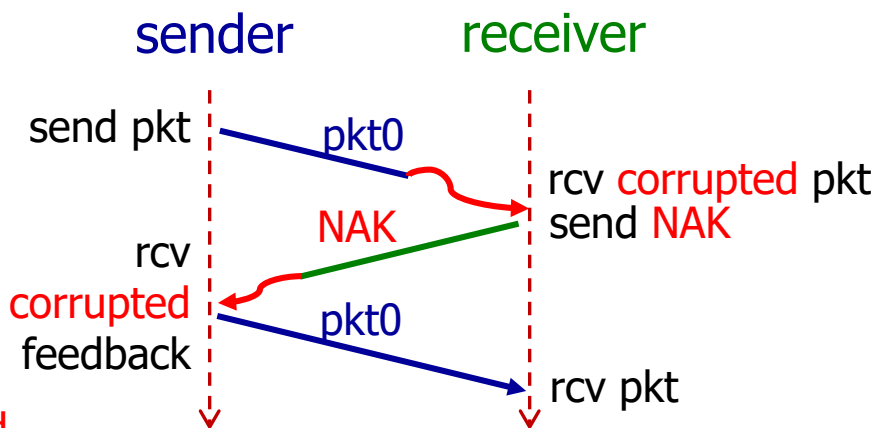 sender
receiver
send pkt
pkt0
rcv corrupted pkt
send NAK
NAK
rcv
corrupted
feedback
pkt0
rcv pkt